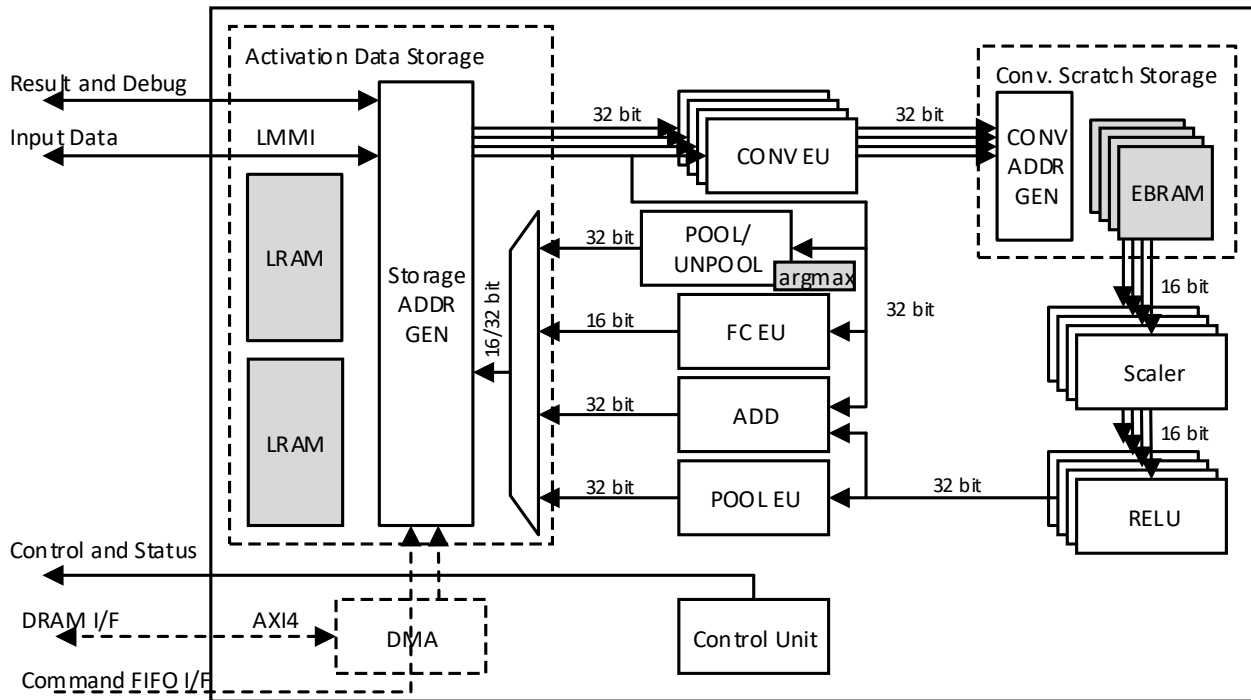 Activation Data Storage
Result and Debug
Input Data
LMMI
LRAM
LRAM
Storage
ADDR
GEN
16/32 bit
32 bit
CONV EU
32 bit
Conv. Scratch Storage
CONV
ADDR
GEN
EBRAM
32 bit
POOL/
UNPOOL
argmax
16 bit
FC EU
32 bit
32 bit
ADD
32 bit
POOL EU
32 bit
16 bit
Scaler
16 bit
RELU
Control and Status
DRAM I/F
AXI4
DMA
Control Unit
Command FIFO I/F